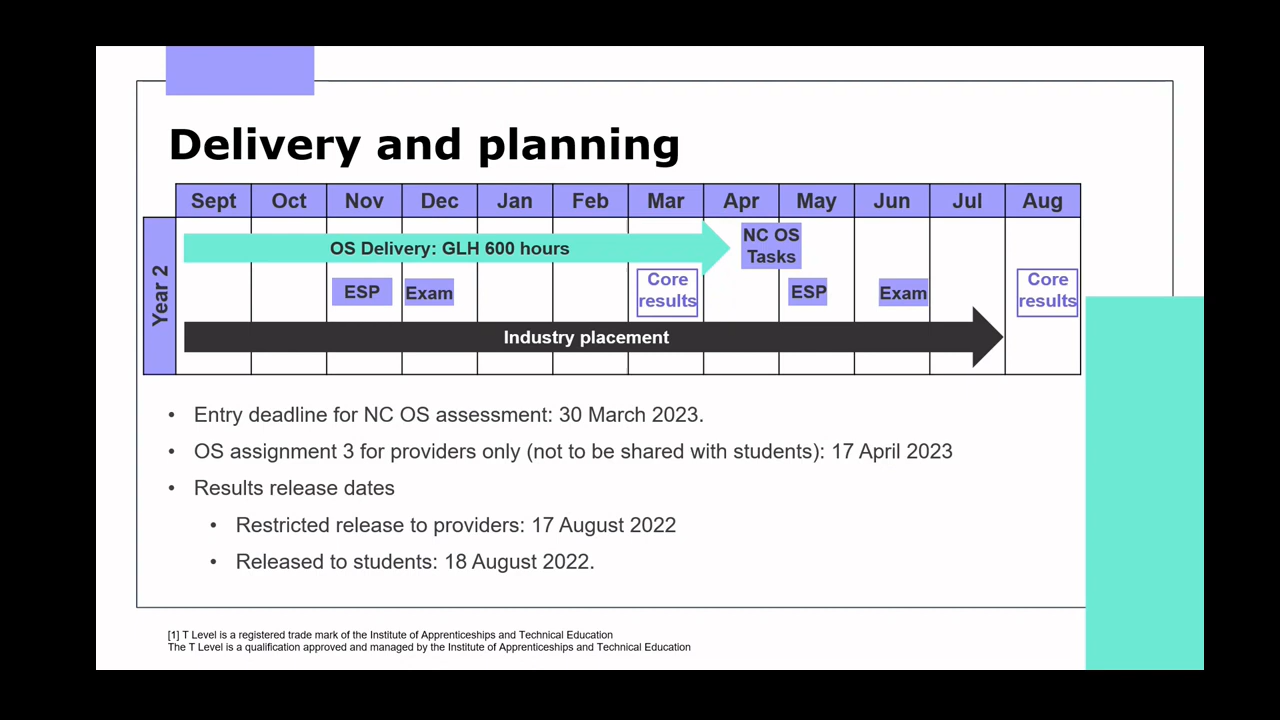 Delivery and planning
Sept Oct Nov Dec Jan Feb Mar Apr May Jun Jul Aug
Year 2
OS Delivery: GLH 600 hours
NC OS
Tasks
ESP
Exam
Core
results
ESP
Exam
Core
results
Industry placement
• Entry deadline for NC OS assessment: 30 March 2023.
• OS assignment 3 for providers only (not to be shared with students): 17 April 2023
• Results release dates
• Restricted release to providers: 17 August 2022
• Released to students: 18 August 2022.
[1] T Level is a registered trade mark of the Institute of Apprenticeships and Technical Education
The T Level is a qualification approved and managed by the Institute of Apprenticeships and Technical Education